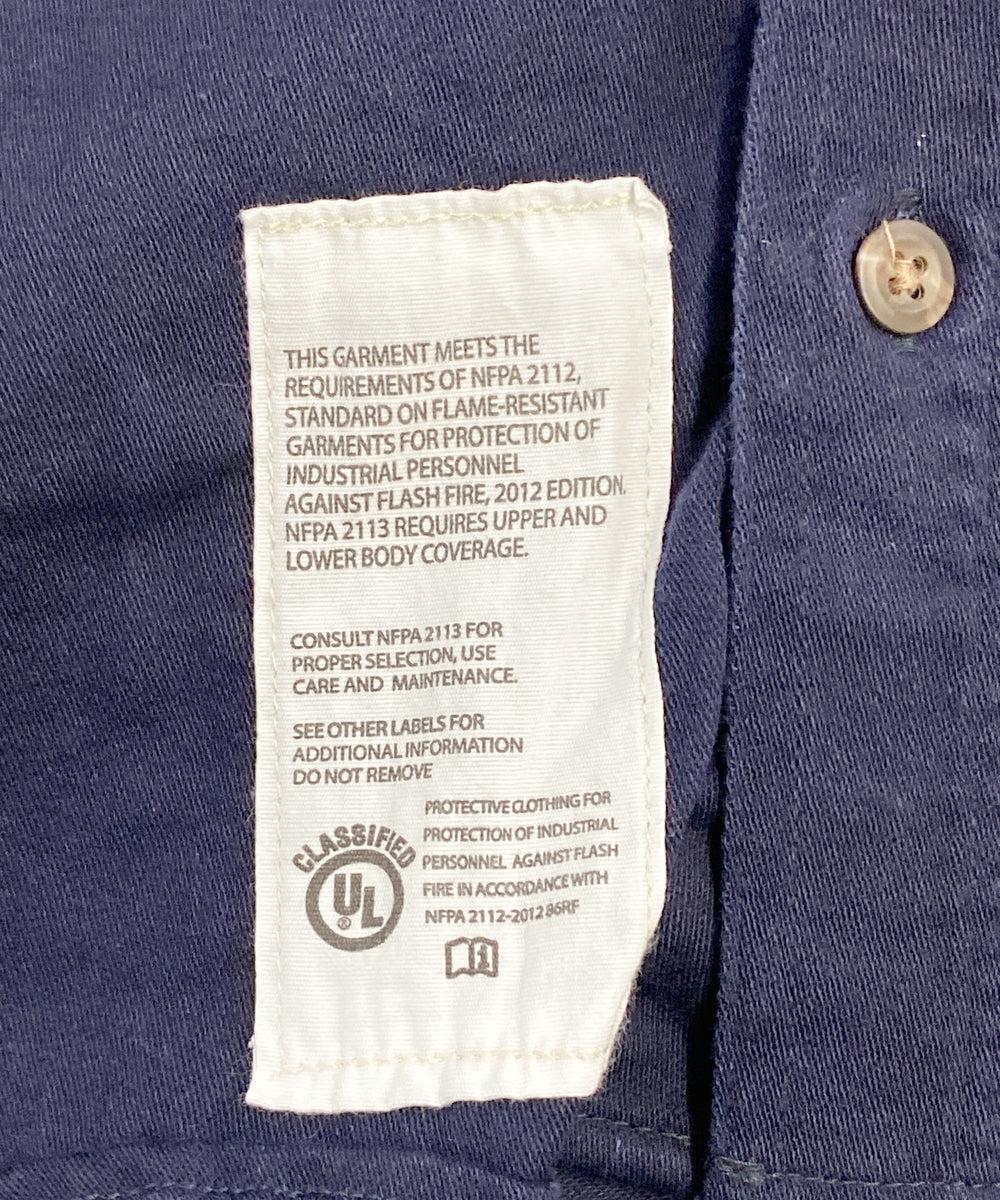 THIS GARMENT MEETS THE
REQUIREMENTS OF NFPA 2112,
STANDARD ON FLAME-RESISTANT
GARMENTS FOR PROTECTION OF
INDUSTRIAL PERSONNEL
AGAINST FLASH FIRE, 2012 EDITION.
NFPA 2113 REQUIRES UPPER AND
LOWER BODY COVERAGE.
CONSULT NFPA 2113 FOR
PROPER SELECTION, USE
CARE AND MAINTENANCE.
SEE OTHER LABELS FOR
ADDITIONAL INFORMATION
DO NOT REMOVE
CLASSIFIED
UL
®
PROTECTIVE CLOTHING FOR
PROTECTION OF INDUSTRIAL
PERSONNEL AGAINST FLASH
FIRE IN ACCORDANCE WITH
NFPA 2112-2012 86RF
i